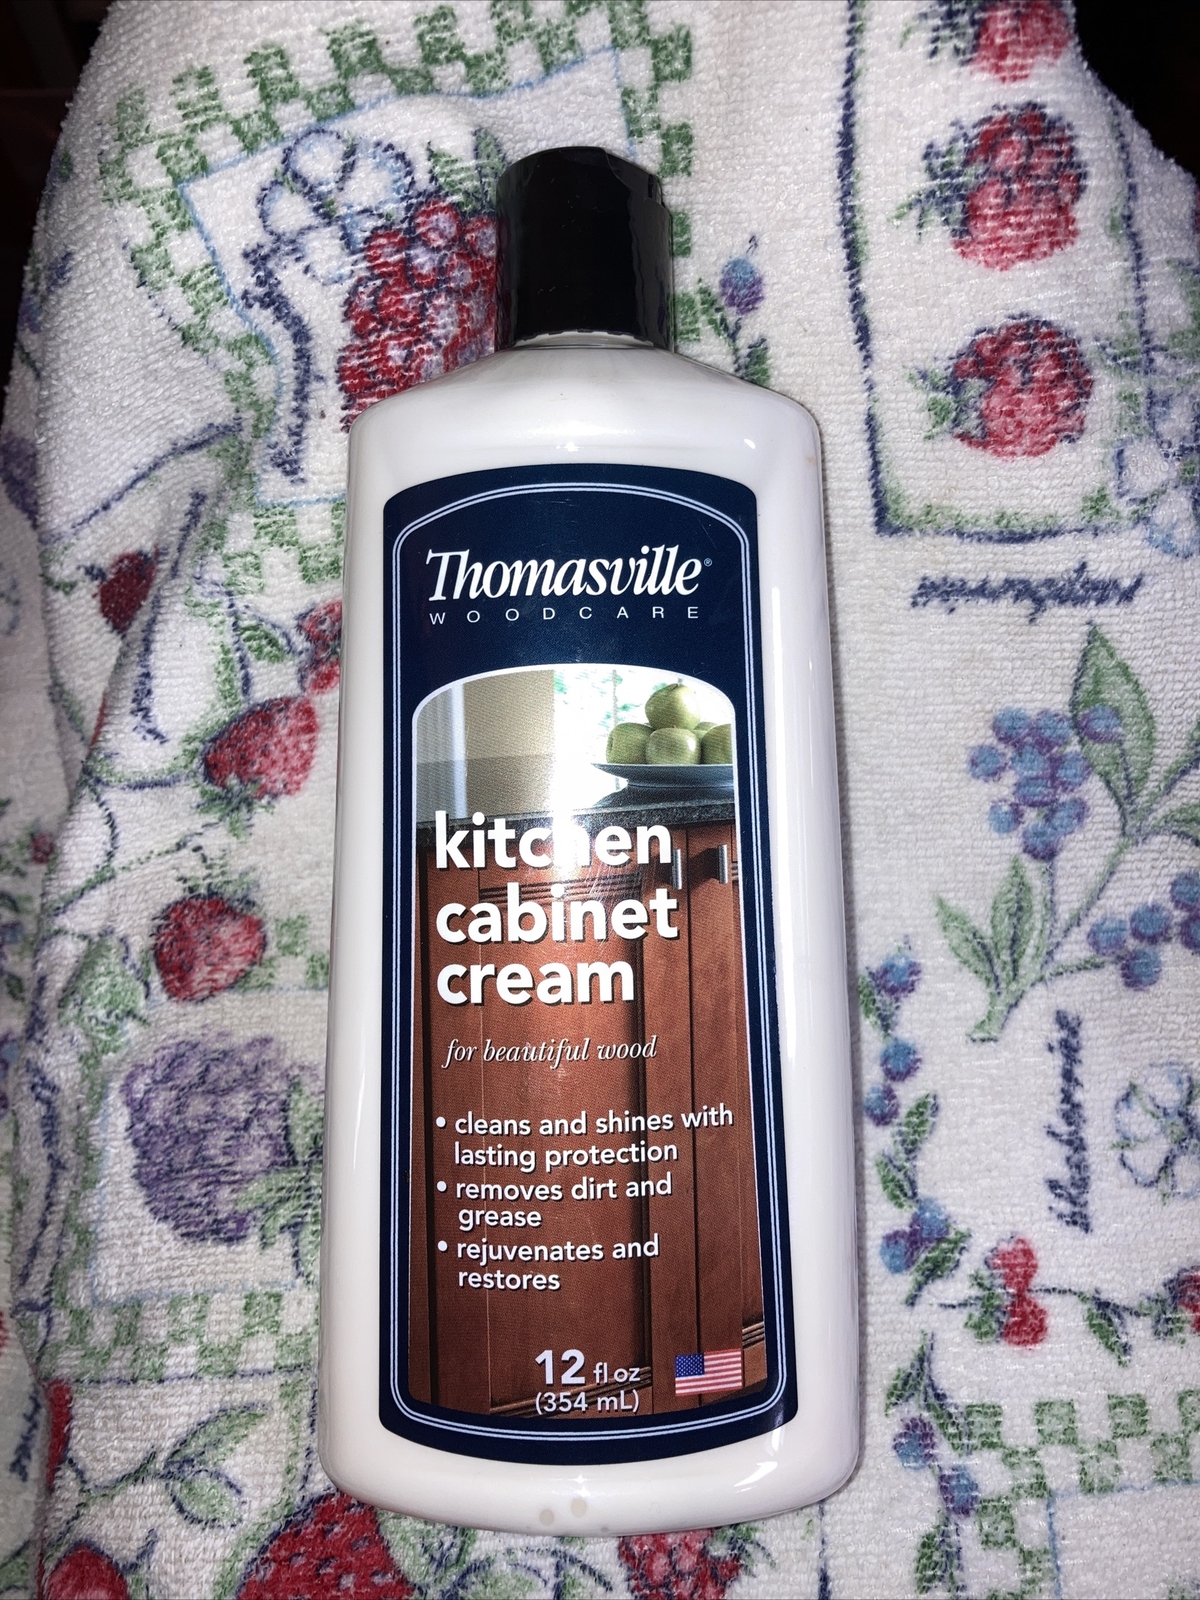 Thomasville®
WOODCARE
kitchen
cabinet
cream
for beautiful wood
• cleans and shines with
lasting protection
• removes dirt and
grease
• rejuvenates and
restores
12 fl oz
(354 mL)